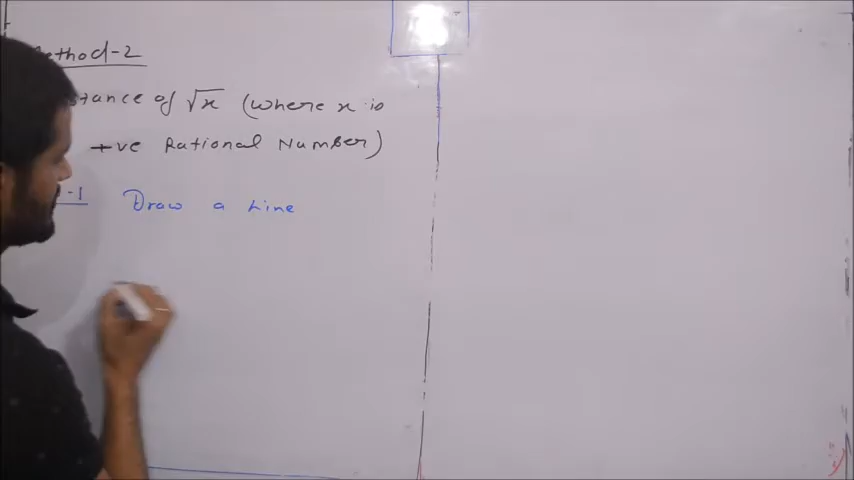 ethod-2
stance of √x (where x is
+ve Rational Number)
-1 Draw a Line